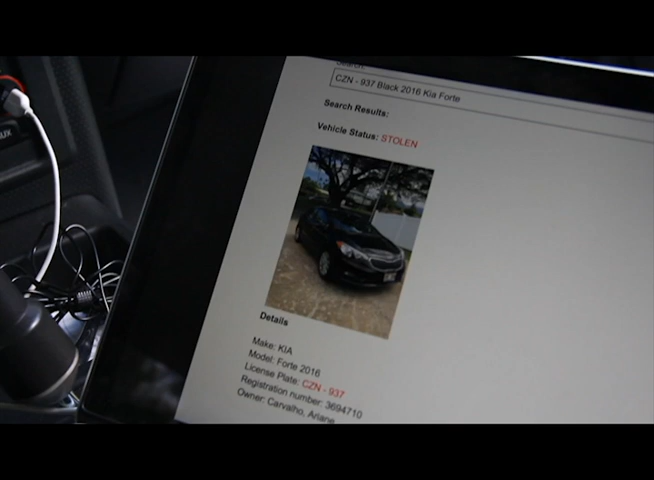 Search:
CZN - 937 Black 2016 Kia Forte
Search Results:
Vehicle Status: STOLEN
Details
Make: KIA
Model: Forte 2016
License Plate: CZN - 937
Registration number: 3694710
Owner: Carvalho, Ariane